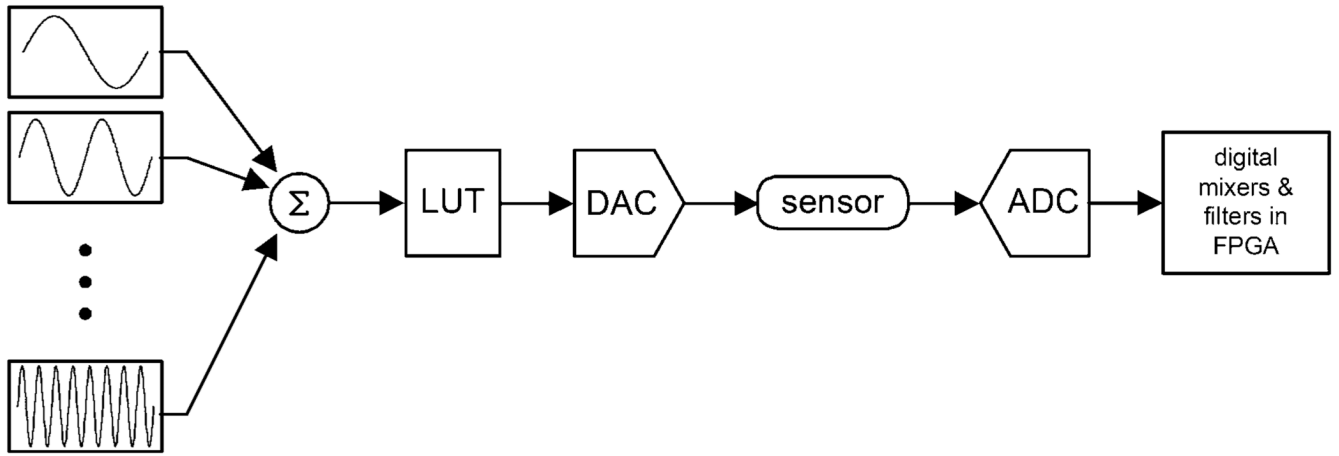 Σ
LUT
DAC
sensor
ADC
digital
mixers &
filters in
FPGA